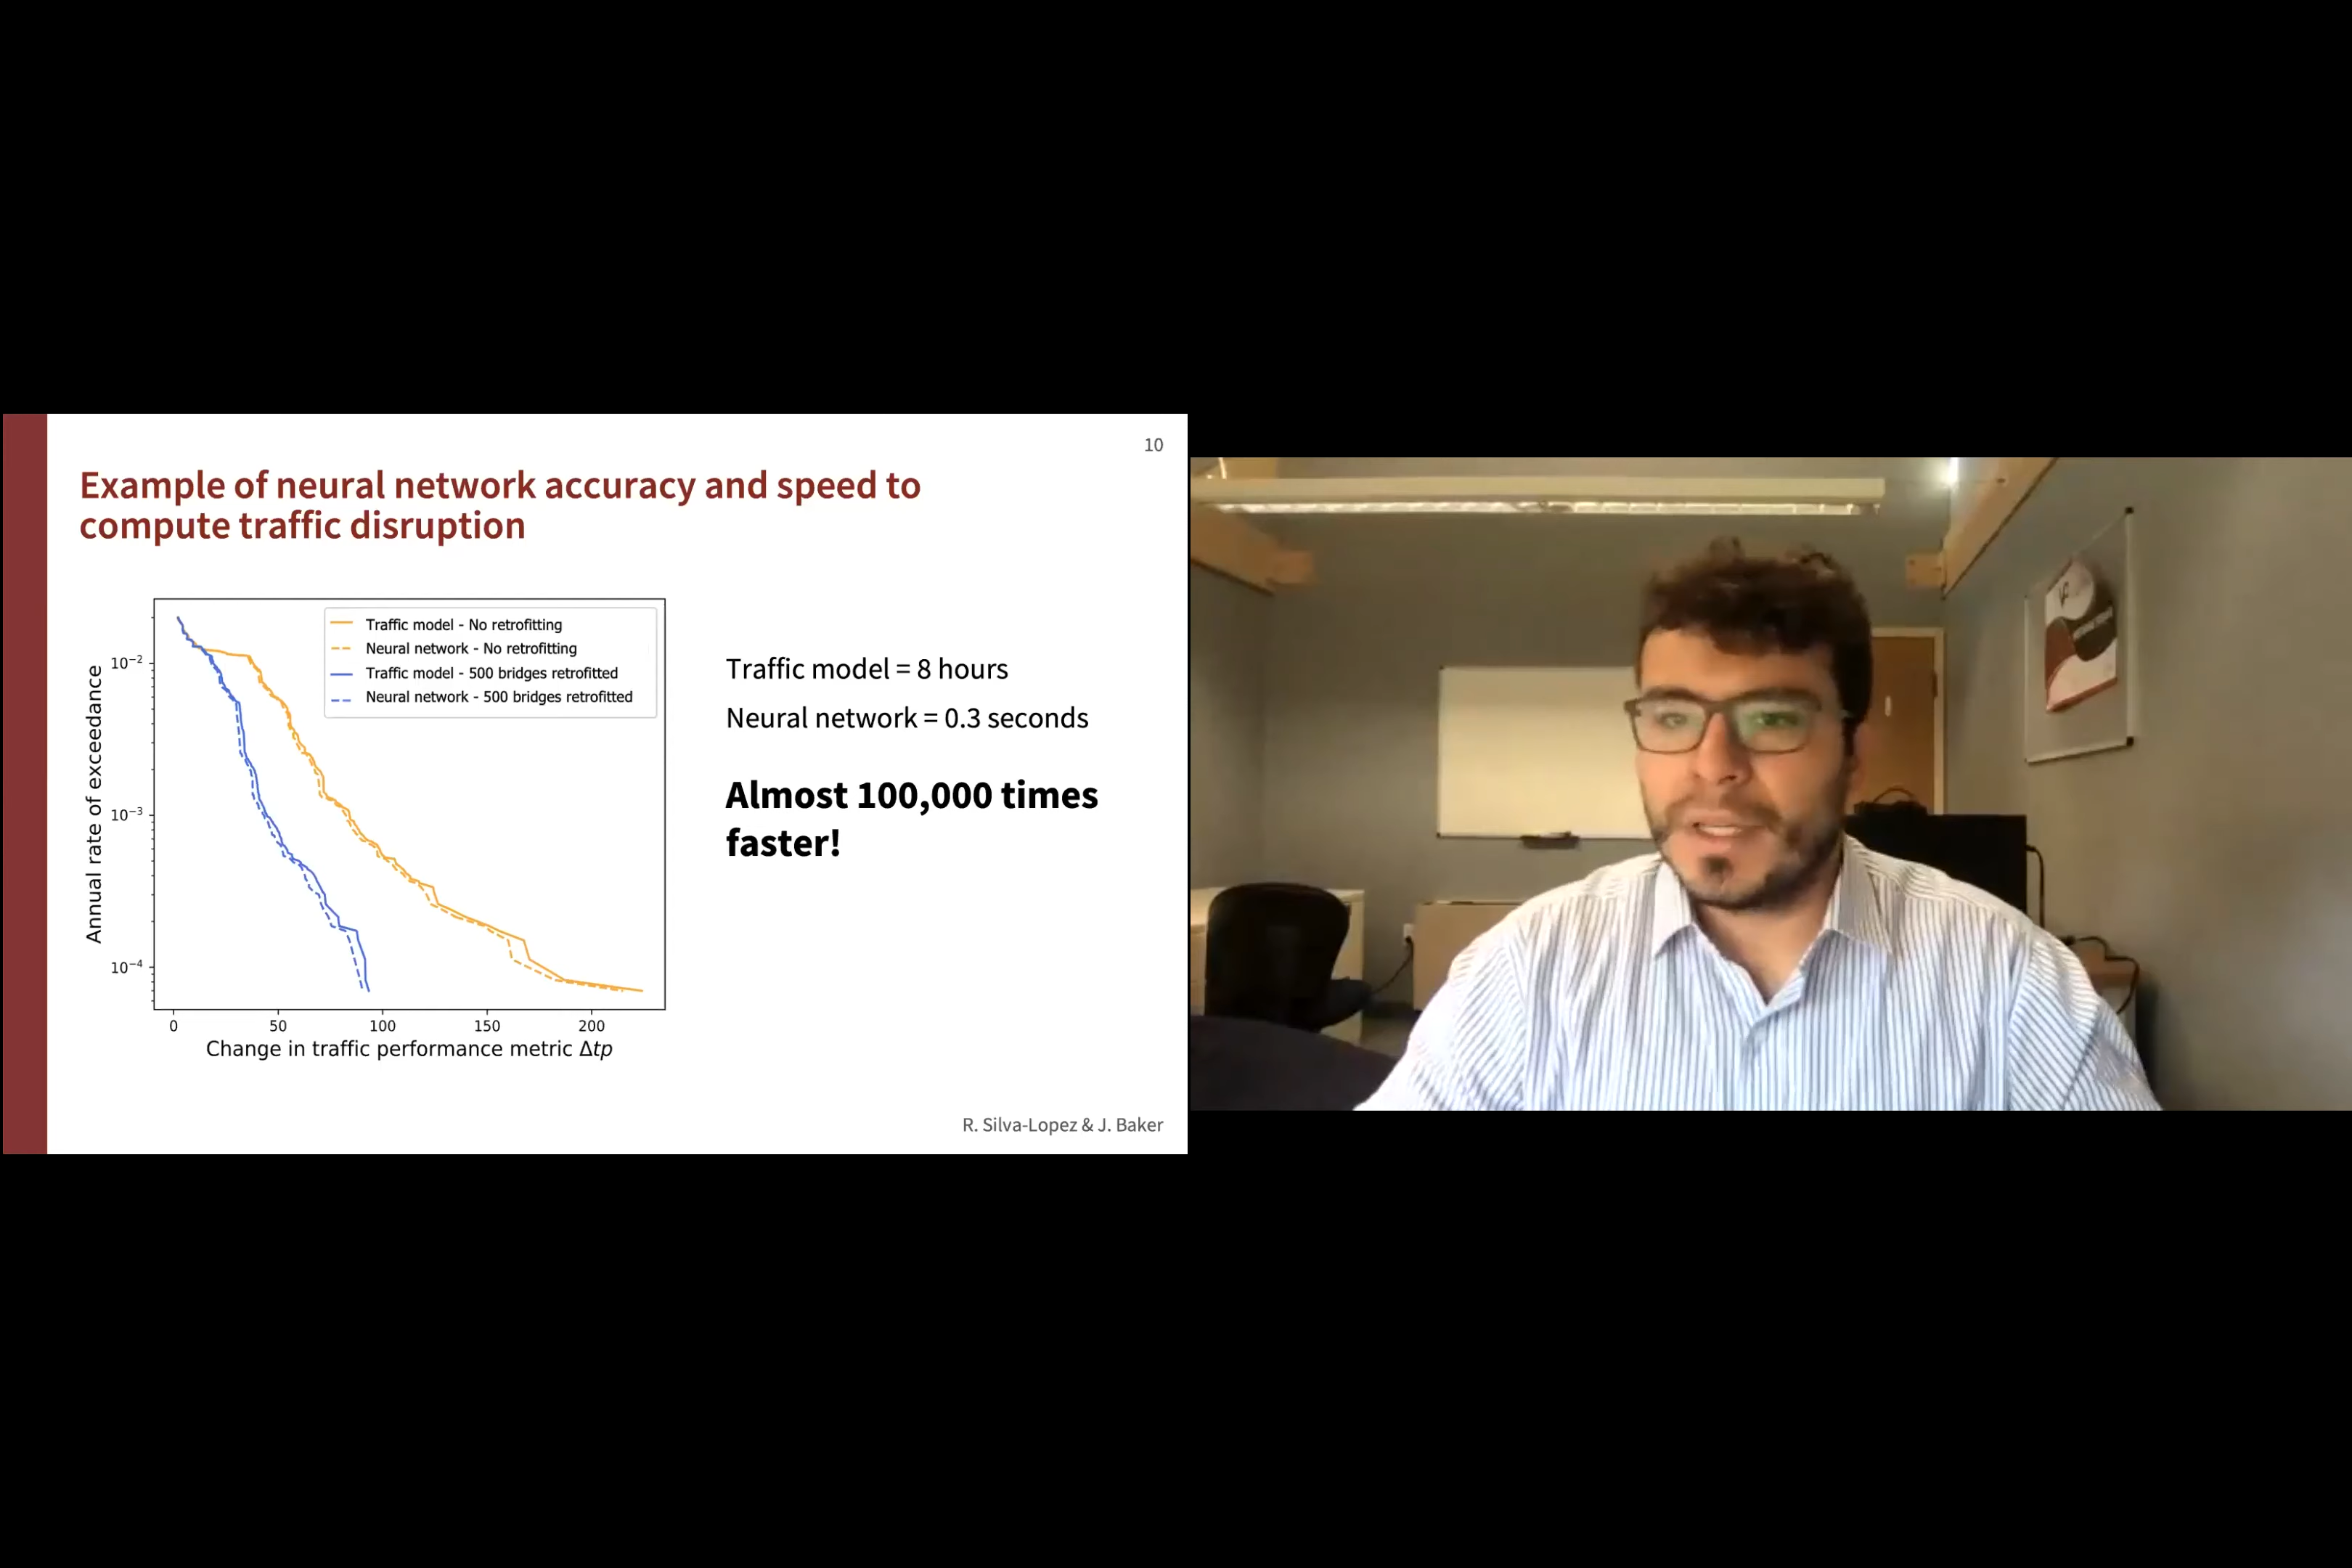 10
Example of neural network accuracy and speed to
compute traffic disruption
Traffic model - No retrofitting
Neural network - No retrofitting
Traffic model - 500 bridges retrofitted
Neural network - 500 bridges retrofitted
Annual rate of exceedance
10⁻²
10⁻³
10⁻⁴
0 50 100 150 200
Change in traffic performance metric Δtp
Traffic model = 8 hours
Neural network = 0.3 seconds
Almost 100,000 times
faster!
R. Silva-Lopez & J. Baker